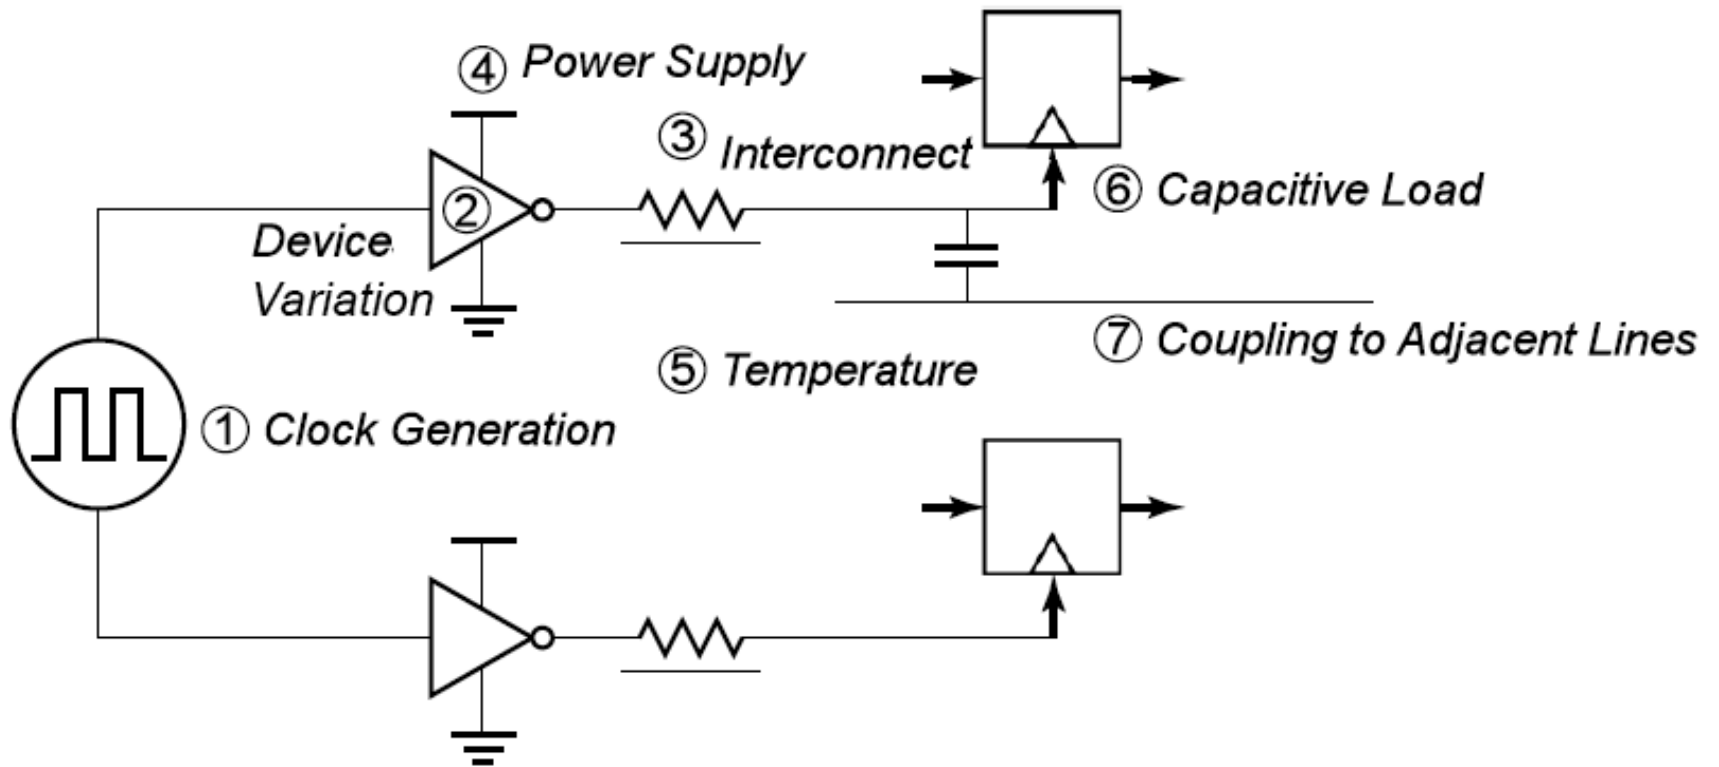 ④ Power Supply
③ Interconnect
⑥ Capacitive Load
②
Device
Variation
⑦ Coupling to Adjacent Lines
⑤ Temperature
① Clock Generation